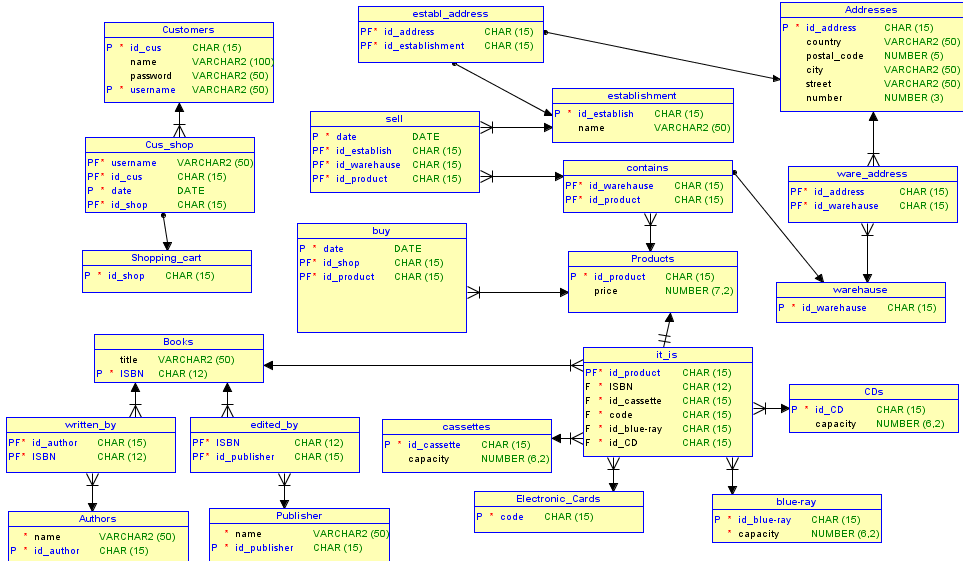 Customers
P * id_cus CHAR (15)
name VARCHAR2 (100)
password VARCHAR2 (50)
P * username VARCHAR2 (50)
establ_address
PF* id_address CHAR (15)
PF* id_establishment CHAR (15)
Addresses
P * id_address CHAR (15)
country VARCHAR2 (50)
postal_code NUMBER (5)
city VARCHAR2 (50)
street VARCHAR2 (50)
number NUMBER (3)
establishment
P * id_establish CHAR (15)
name VARCHAR2 (50)
sell
P * date DATE
PF* id_establish CHAR (15)
PF* id_warehause CHAR (15)
PF* id_product CHAR (15)
Cus_shop
PF* username VARCHAR2 (50)
PF* id_cus CHAR (15)
P * date DATE
PF* id_shop CHAR (15)
contains
PF* id_warehause CHAR (15)
PF* id_product CHAR (15)
ware_address
PF* id_address CHAR (15)
PF* id_warehause CHAR (15)
buy
P * date DATE
PF* id_shop CHAR (15)
PF* id_product CHAR (15)
Shopping_cart
P * id_shop CHAR (15)
Products
P * id_product CHAR (15)
price NUMBER (7,2)
warehause
P * id_warehause CHAR (15)
Books
title VARCHAR2 (50)
P * ISBN CHAR (12)
it_is
PF* id_product CHAR (15)
F * ISBN CHAR (12)
F * id_cassette CHAR (15)
F * code CHAR (15)
F * id_blue-ray CHAR (15)
F * id_CD CHAR (15)
CDs
P * id_CD CHAR (15)
capacity NUMBER (6,2)
written_by
PF* id_author CHAR (15)
PF* ISBN CHAR (12)
edited_by
PF* ISBN CHAR (12)
PF* id_publisher CHAR (15)
cassettes
P * id_cassette CHAR (15)
capacity NUMBER (6,2)
Electronic_Cards
P * code CHAR (15)
blue-ray
P * id_blue-ray CHAR (15)
* capacity NUMBER (6,2)
Authors
* name VARCHAR2 (50)
P * id_author CHAR (15)
Publisher
* name VARCHAR2 (50)
P * id_publisher CHAR (15)